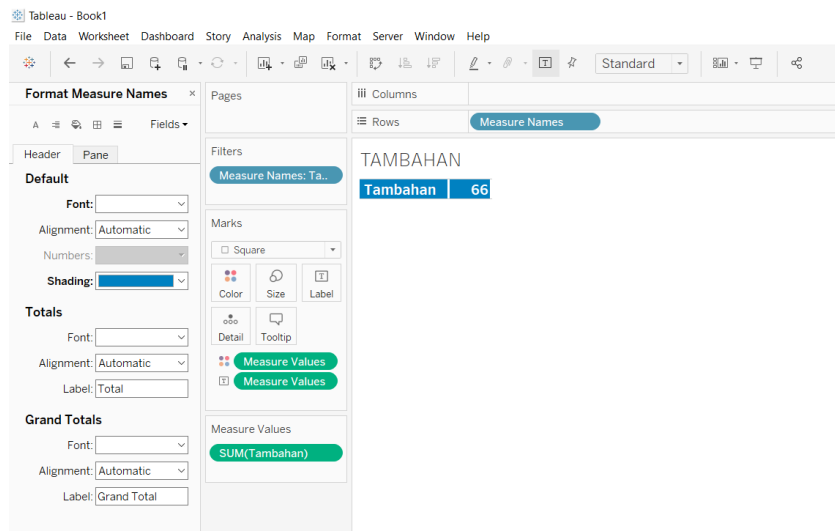 Tableau - Book1
File Data Worksheet Dashboard Story Analysis Map Format Server Window Help
Standard
Format Measure Names ×
Fields
Header Pane
Default
Font:
Alignment: Automatic
Numbers:
Shading:
Totals
Font:
Alignment: Automatic
Label: Total
Grand Totals
Font:
Alignment: Automatic
Label: Grand Total
Pages
Filters
Measure Names: Ta..
Marks
Square
Color Size Label
Detail Tooltip
Measure Values
Measure Values
Measure Values
SUM(Tambahan)
Columns
Rows Measure Names
TAMBAHAN
Tambahan 66